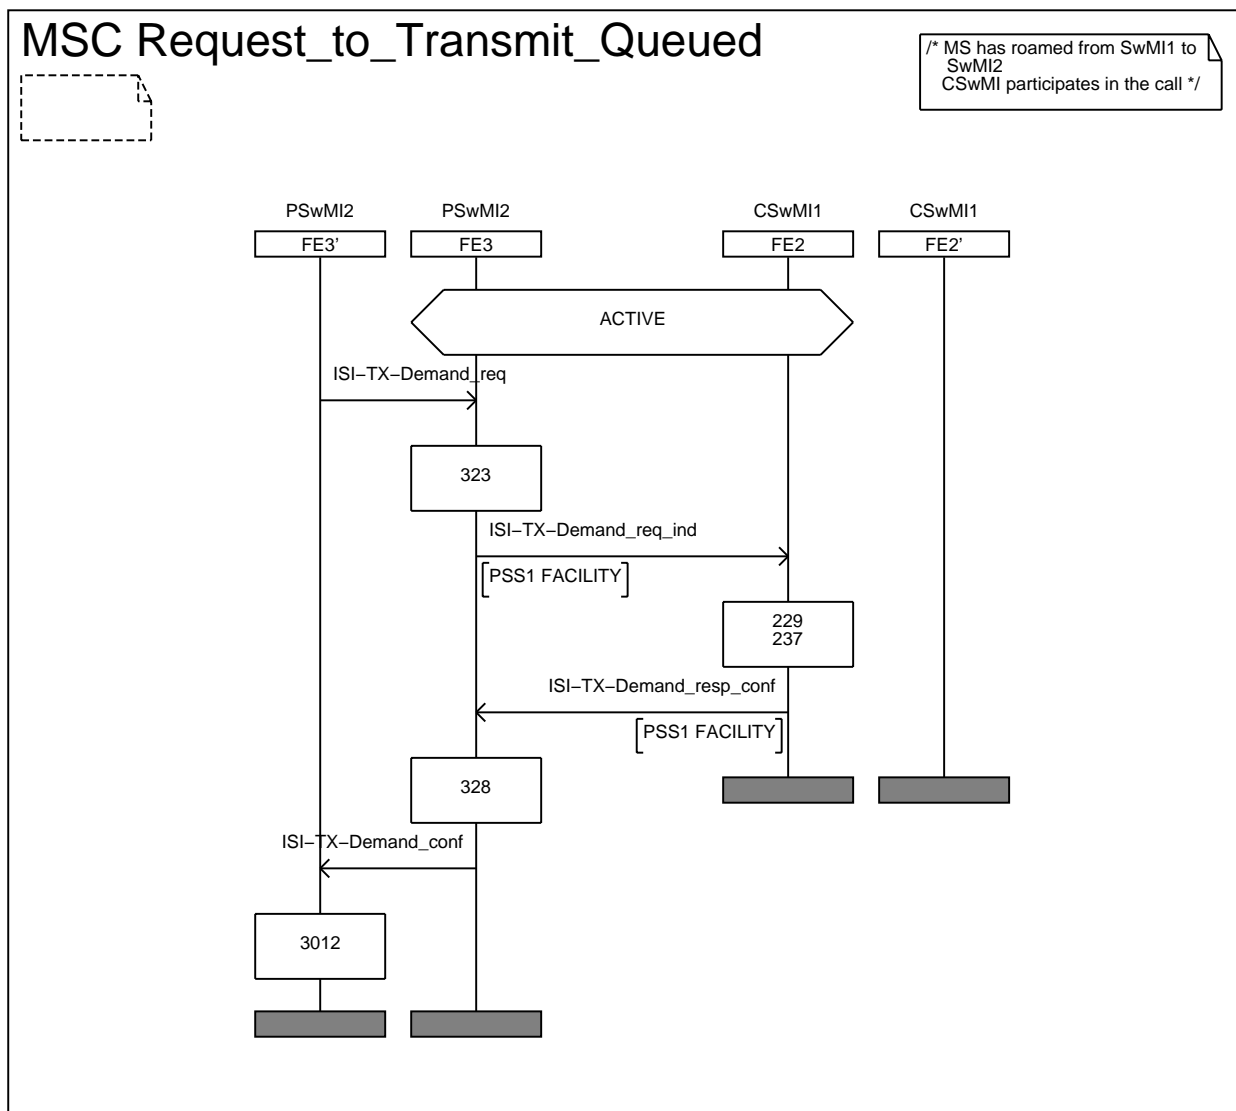 MSC Request_to_Transmit_Queued
/* MS has roamed from SwMI1 to
SwMI2
CSwMI participates in the call */
PSwMI2 PSwMI2 CSwMI1 CSwMI1
FE3' FE3 FE2 FE2'
ACTIVE
ISI–TX–Demand_req
323
ISI–TX–Demand_req_ind
PSS1 FACILITY
229
237
ISI–TX–Demand_resp_conf
PSS1 FACILITY
328
ISI–TX–Demand_conf
3012